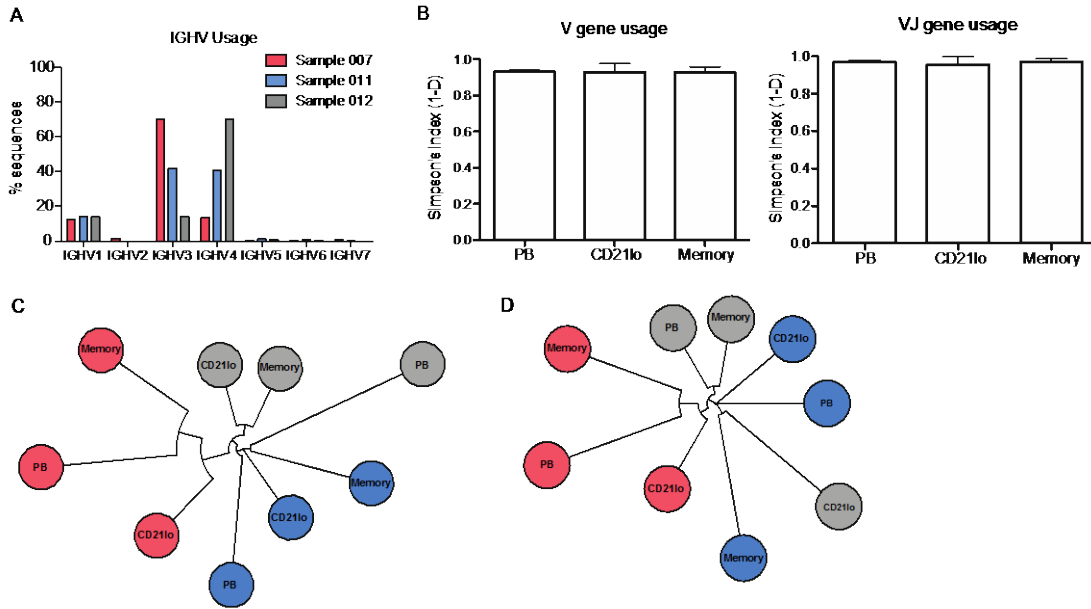 A
IGHV Usage
Sample 007
Sample 011
Sample 012
% sequences
100
80
60
40
20
0
IGHV1 IGHV2 IGHV3 IGHV4 IGHV5 IGHV6 IGHV7
B
V gene usage
Simpson's Index (1-D)
1.0
0.8
0.6
0.4
0.2
0.0
PB CD21lo Memory
VJ gene usage
Simpson's Index (1-D)
1.0
0.8
0.6
0.4
0.2
0.0
PB CD21lo Memory
C
Memory
CD21lo
Memory
PB
PB
Memory
CD21lo
CD21lo
PB
D
PB
Memory
CD21lo
Memory
PB
PB
CD21lo
CD21lo
Memory